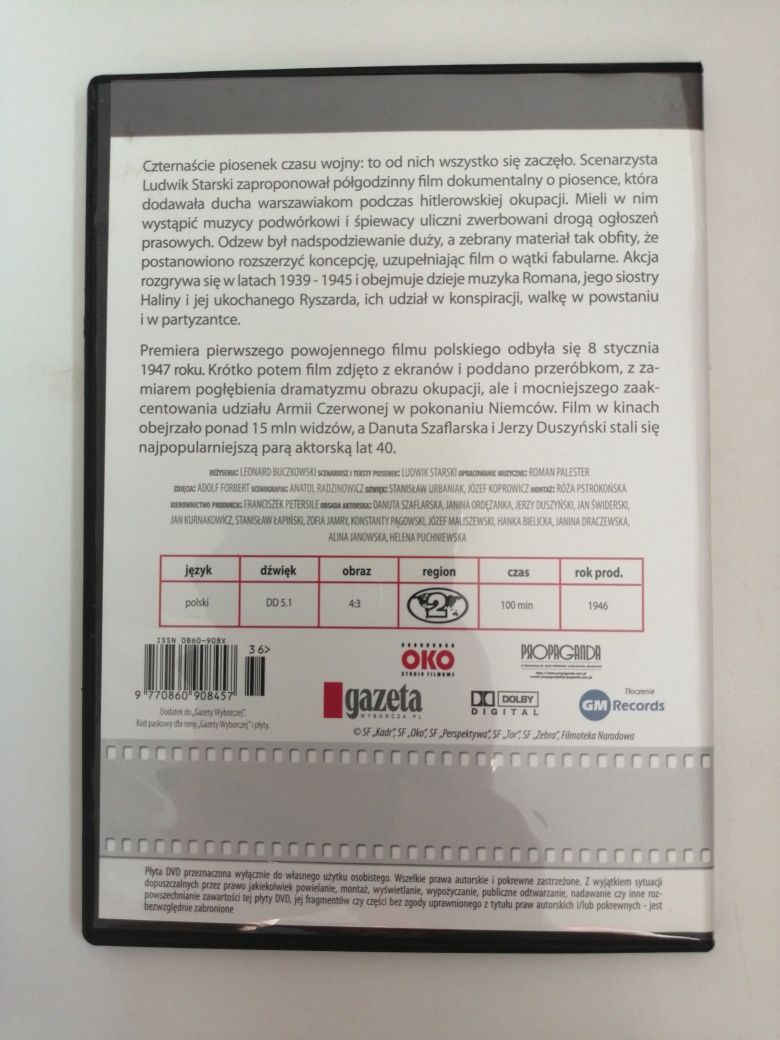 Czternaście piosenek czasu wojny: to od nich wszystko się zaczęło. Scenarzysta
Ludwik Starski zaproponował półgodzinny film dokumentalny o piosence, która
dodawała ducha warszawiakom podczas hitlerowskiej okupacji. Mieli w nim
wystąpić muzycy podwórkowi i śpiewacy uliczni zwerbowani drogą ogłoszeń
prasowych. Odzew był nadspodziewanie duży, a zebrany materiał tak obfity, że
postanowiono rozszerzyć koncepcję, uzupełniając film o wątki fabularne. Akcja
rozgrywa się w latach 1939 - 1945 i obejmuje dzieje muzyka Romana, jego siostry
Haliny i jej ukochanego Ryszarda, ich udział w konspiracji, walkę w powstaniu
i w partyzantce.
Premiera pierwszego powojennego filmu polskiego odbyła się 8 stycznia
1947 roku. Krótko potem film zdjęto z ekranów i poddano przeróbkom, z za-
miarem pogłębienia dramatyzmu obrazu okupacji, ale i mocniejszego zaak-
centowania udziału Armii Czerwonej w pokonaniu Niemców. Film w kinach
obejrzało ponad 15 mln widzów, a Danuta Szaflarska i Jerzy Duszyński stali się
najpopularniejszą parą aktorską lat 40.
REŻYSERIA: LEONARD BUCZKOWSKI SCENARIUSZ I TEKSTY PIOSENEK: LUDWIK STARSKI OPRACOWANIE MUZYCZNE: ROMAN PALESTER
ZDJĘCIA: ADOLF FORBERT SCENOGRAFIA: ANATOL RADZINOWICZ DŹWIĘK: STANISŁAW URBANIAK, JÓZEF KOPROWICZ MONTAŻ: RÓŻA PSTROKOŃSKA
KIEROWNICTWO PRODUKCJI: FRANCISZEK PETERSILE OBSADA AKTORSKA: DANUTA SZAFLARSKA, JANINA ORDĘŻANKA, JERZY DUSZYŃSKI, JAN ŚWIDERSKI,
JAN KURNAKOWICZ, STANISŁAW ŁAPIŃSKI, ZOFIA JAMRY, KONSTANTY PĄGOWSKI, JÓZEF MALISZEWSKI, HANKA BIELICKA, JANINA DRACZEWSKA,
ALINA JANOWSKA, HELENA PUCHNIEWSKA
język dźwięk obraz region czas rok prod.
polski DD 5.1 4:3 2 100 min 1946
ISSN 0860-908X
36>
9 770860 908457
Dodatek do „Gazety Wyborczej".
Kod paskowy dla ceny „Gazety Wyborczej" i płyty.
OKO
STUDIO FILMOWE
PROPAGANDA
gazeta
WYBORCZA.PL
DOLBY
DIGITAL
Tłoczenie
GM Records
© SF „Kadr", SF „Oko", SF „Perspektywa", SF „Tor", SF „Zebra", Filmoteka Narodowa
Płyta DVD przeznaczona wyłącznie do własnego użytku osobistego. Wszelkie prawa autorskie i pokrewne zastrzeżone. Z wyjątkiem sytuacji
dopuszczalnych przez prawo jakiekolwiek powielanie, montaż, wyświetlanie, wypożyczanie, publiczne odtwarzanie, nadawanie czy inne roz-
powszechnianie zawartości tej płyty DVD, jej fragmentów czy części bez zgody uprawnionego z tytułu praw autorskich i/lub pokrewnych - jest
bezwzględnie zabronione